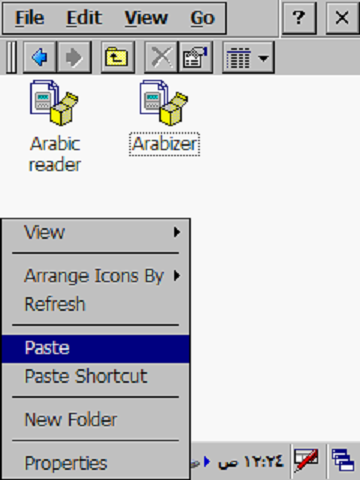 File Edit View Go ? ×
Arabic reader
Arabizer
View
Arrange Icons By
Refresh
Paste
Paste Shortcut
New Folder
Properties
١٢:٢٤ ص